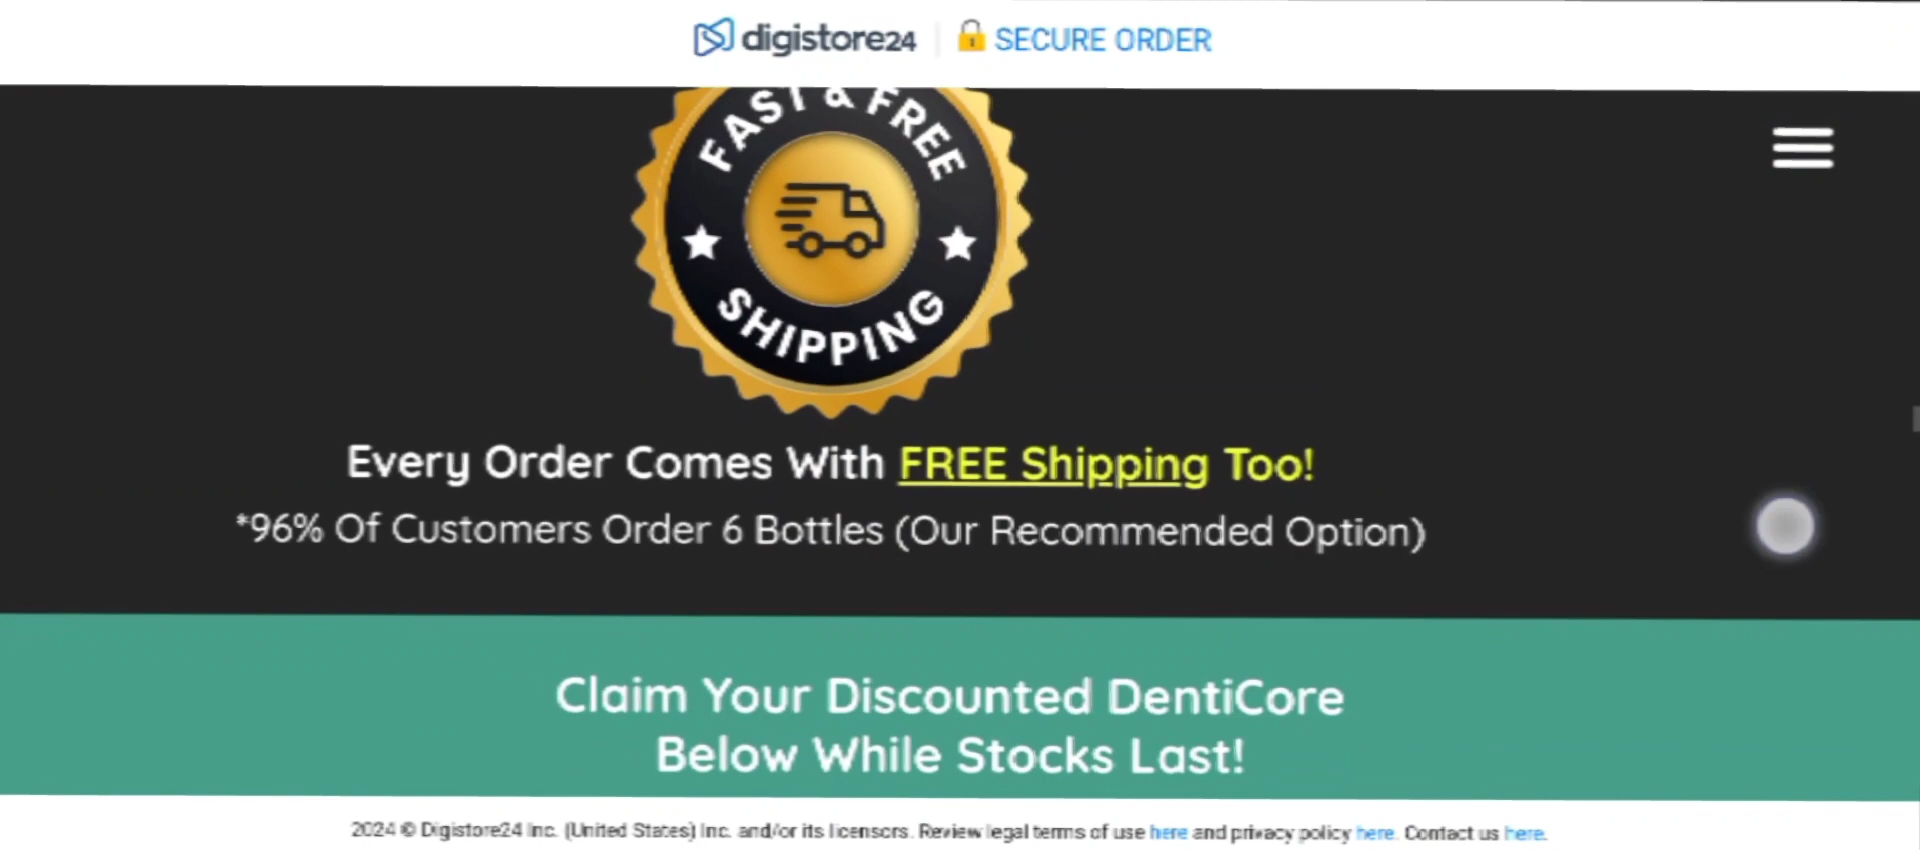 digistore24 SECURE ORDER
FAST & FREE
SHIPPING
Every Order Comes With FREE Shipping Too!
*96% Of Customers Order 6 Bottles (Our Recommended Option)
Claim Your Discounted DentiCore
Below While Stocks Last!
2024 © Digistore24 Inc. (United States) Inc. and/or its licensors. Review legal terms of use here and privacy policy here. Contact us here.